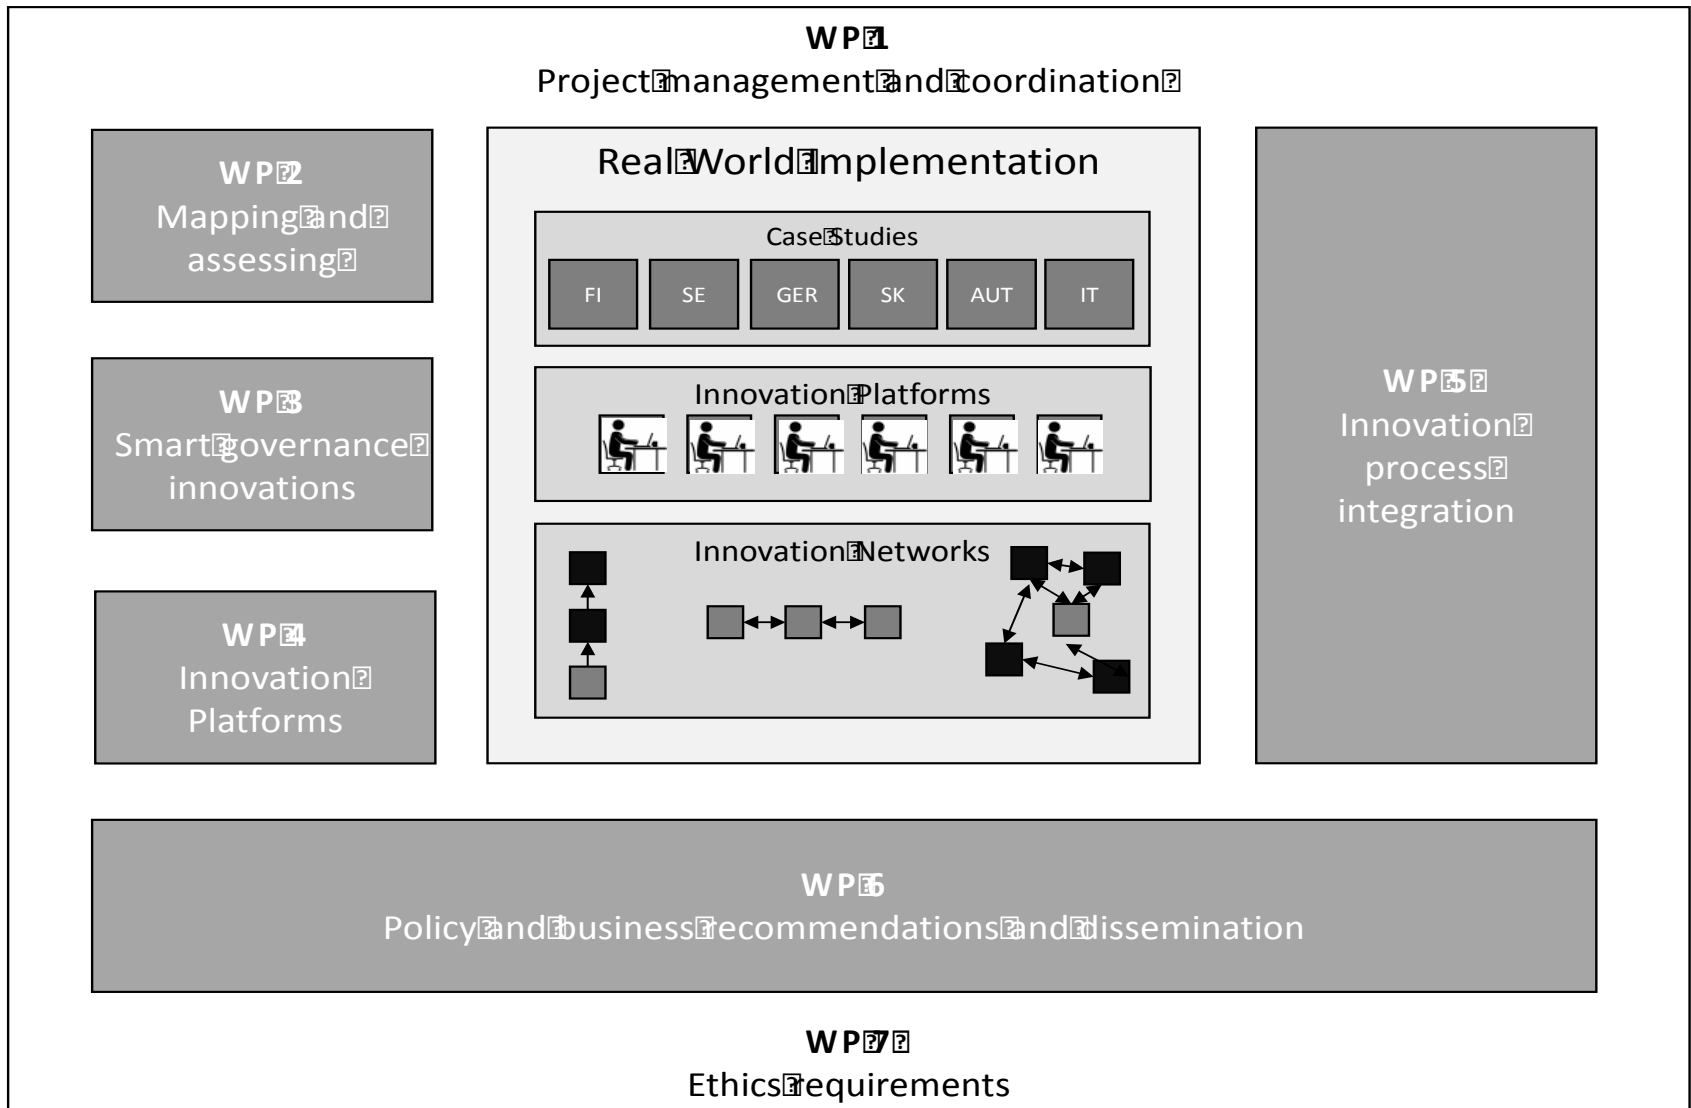 WP 1
Project management and coordination
WP 2
Mapping and
assessing
WP 3
Smart governance
innovations
WP 4
Innovation
Platforms
Real World Implementation
Case Studies
FI SE GER SK AUT IT
Innovation Platforms
Innovation Networks
WP 5
Innovation
process
integration
WP 6
Policy and business recommendations and dissemination
WP 7
Ethics requirements